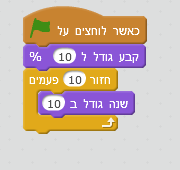 כאשר לוחצים על
קבע גודל ל 10 %
חזור 10 פעמים
שנה גודל ב 10